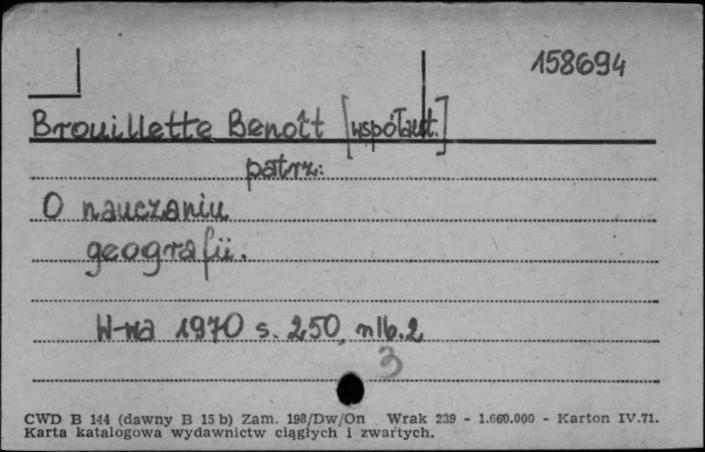 158694
Brouillette Benoît [współaut.]
patrz:
O nauczaniu
geografii.
W-wa 1970 s. 250, nlb. 2
3
CWD B 144 (dawny B 15 b) Zam. 198/Dw/On Wrak 239 - 1.660.000 - Karton IV.71.
Karta katalogowa wydawnictw ciągłych i zwartych.